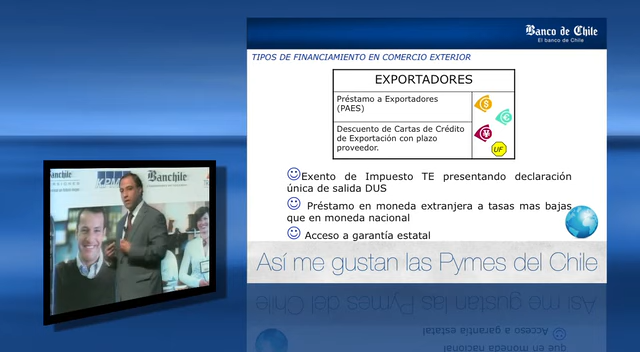 Banco de Chile
El banco de Chile
TIPOS DE FINANCIAMIENTO EN COMERCIO EXTERIOR
EXPORTADORES
Préstamo a Exportadores
(PAES)
Descuento de Cartas de Crédito
de Exportación con plazo
proveedor.
$
€
¥
UF
Exento de Impuesto TE presentando declaración
única de salida DUS
Préstamo en moneda extranjera a tasas mas bajas
que en moneda nacional
Acceso a garantía estatal
Así me gustan las Pymes del Chile
Banchile
KPMG
Banchile